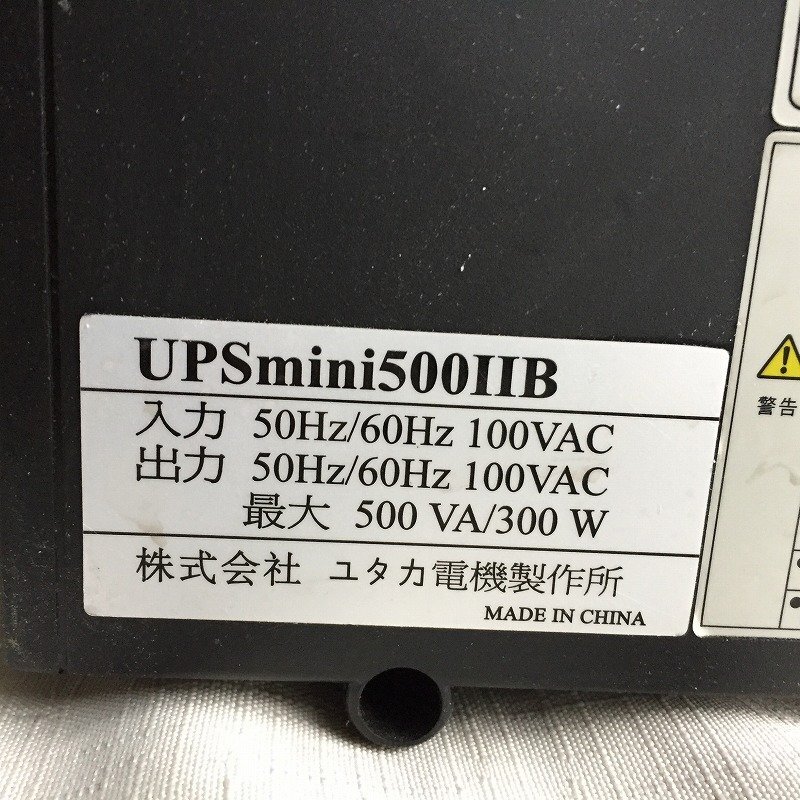 UPSmini500IIB
入力 50Hz/60Hz 100VAC
出力 50Hz/60Hz 100VAC
最大 500 VA/300 W
株式会社 ユタカ電機製作所
MADE IN CHINA
警告